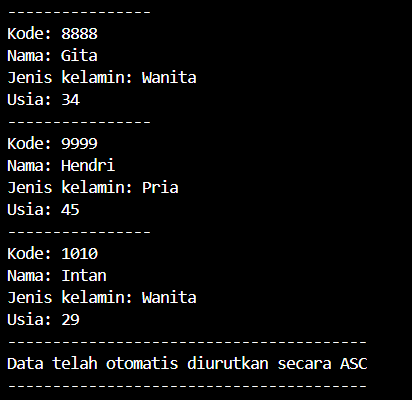 ----------------
Kode: 8888
Nama: Gita
Jenis kelamin: Wanita
Usia: 34
----------------
Kode: 9999
Nama: Hendri
Jenis kelamin: Pria
Usia: 45
----------------
Kode: 1010
Nama: Intan
Jenis kelamin: Wanita
Usia: 29
----------------------------------------
Data telah otomatis diurutkan secara ASC
----------------------------------------